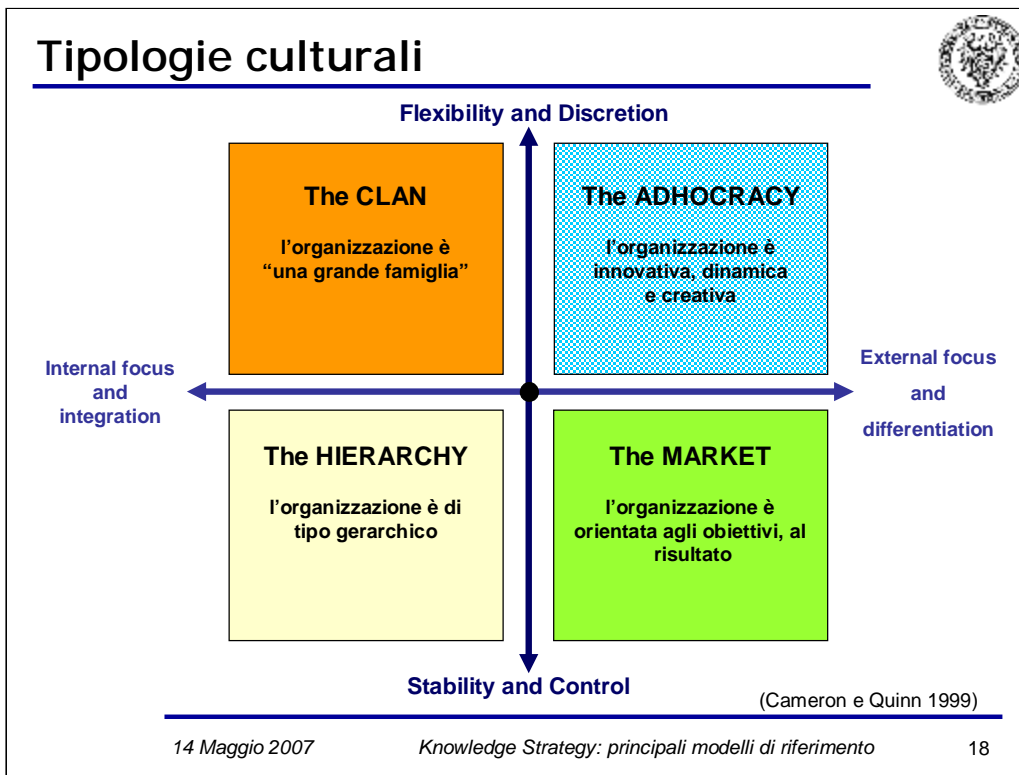 Tipologie culturali
Flexibility and Discretion
The CLAN
l’organizzazione è
“una grande famiglia”
The ADHOCRACY
l’organizzazione è
innovativa, dinamica
e creativa
Internal focus
and
integration
External focus
and
differentiation
The HIERARCHY
l’organizzazione è di
tipo gerarchico
The MARKET
l’organizzazione è
orientata agli obiettivi, al
risultato
Stability and Control
(Cameron e Quinn 1999)
14 Maggio 2007
Knowledge Strategy: principali modelli di riferimento
18